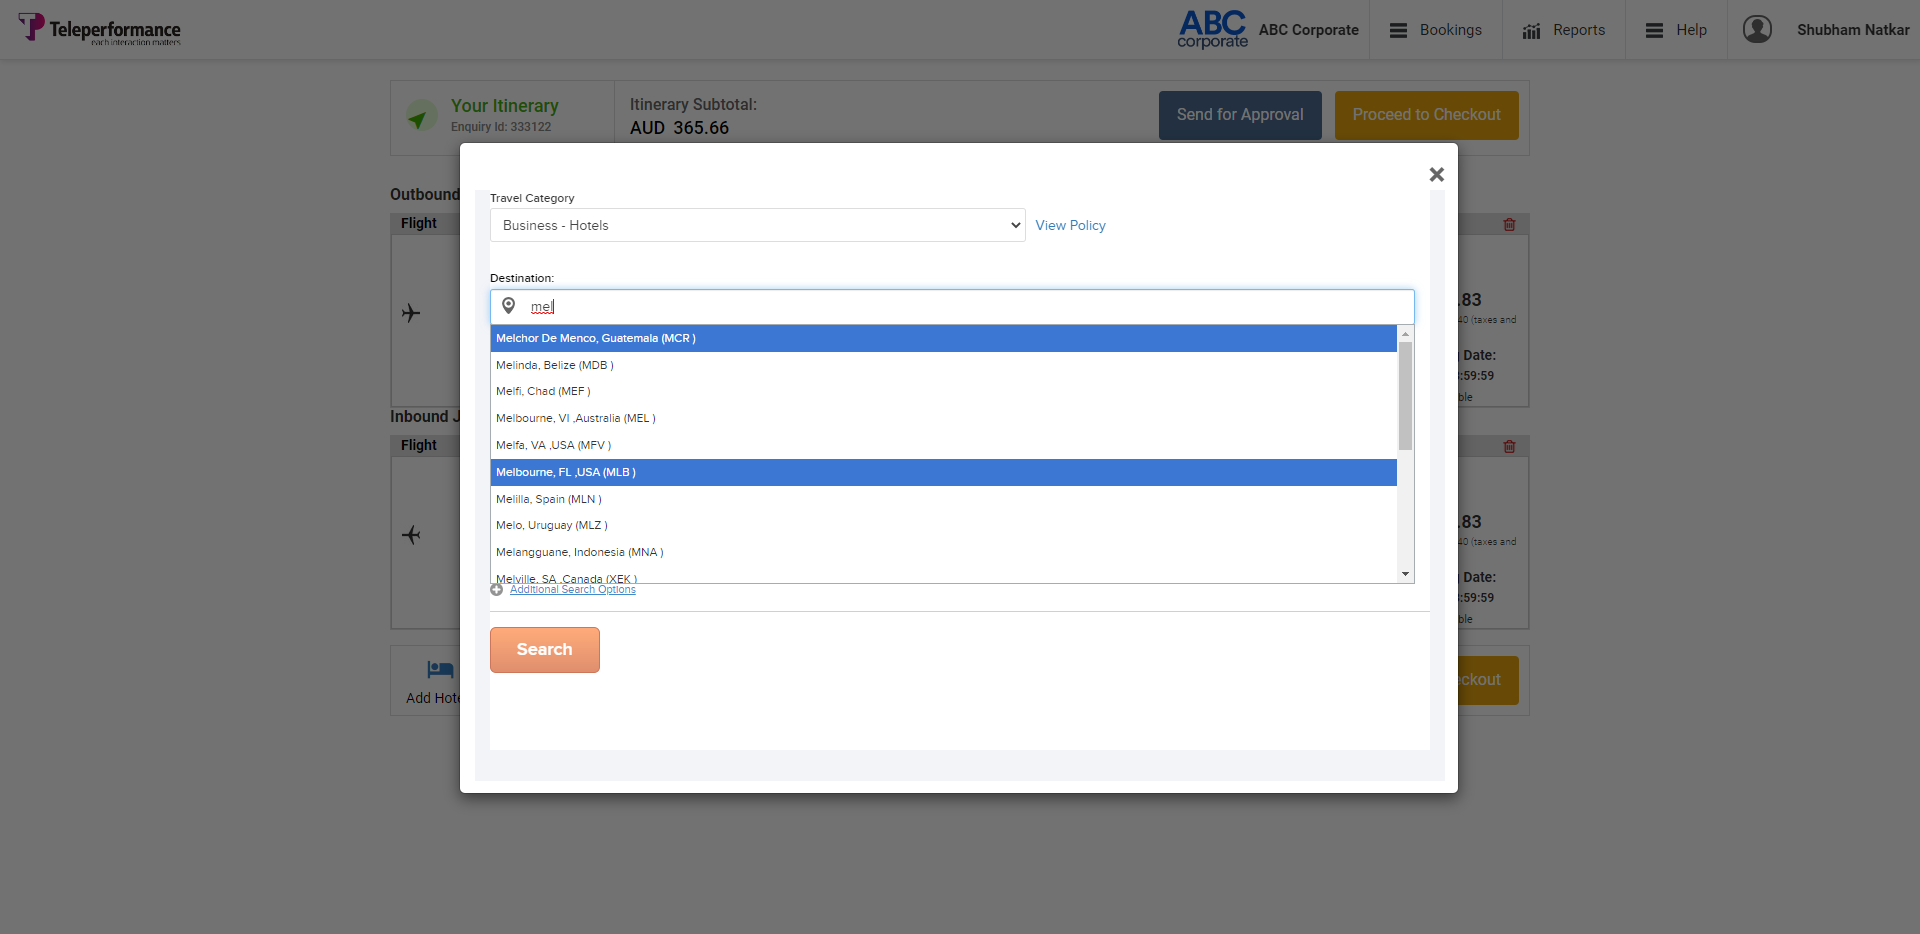 Teleperformance
each interaction matters
ABC
corporate
ABC Corporate
Bookings
Reports
Help
Shubham Natkar
Your Itinerary
Enquiry Id: 333122
Itinerary Subtotal:
AUD 365.66
Send for Approval
Proceed to Checkout
Outbound
Flight
Travel Category
Business - Hotels
View Policy
Destination:
mel
Melchor De Menco, Guatemala (MCR )
Melinda, Belize (MDB )
Melfi, Chad (MEF )
Melbourne, VI ,Australia (MEL )
Melfa, VA ,USA (MFV )
Melbourne, FL ,USA (MLB )
Melilla, Spain (MLN )
Melo, Uruguay (MLZ )
Melangguane, Indonesia (MNA )
Melville, SA ,Canada (XEK )
Additional Search Options
Search
.83
40 (taxes and
Date:
:59:59
ble
Inbound J
Flight
.83
40 (taxes and
Date:
:59:59
ble
Add Hote
eckout